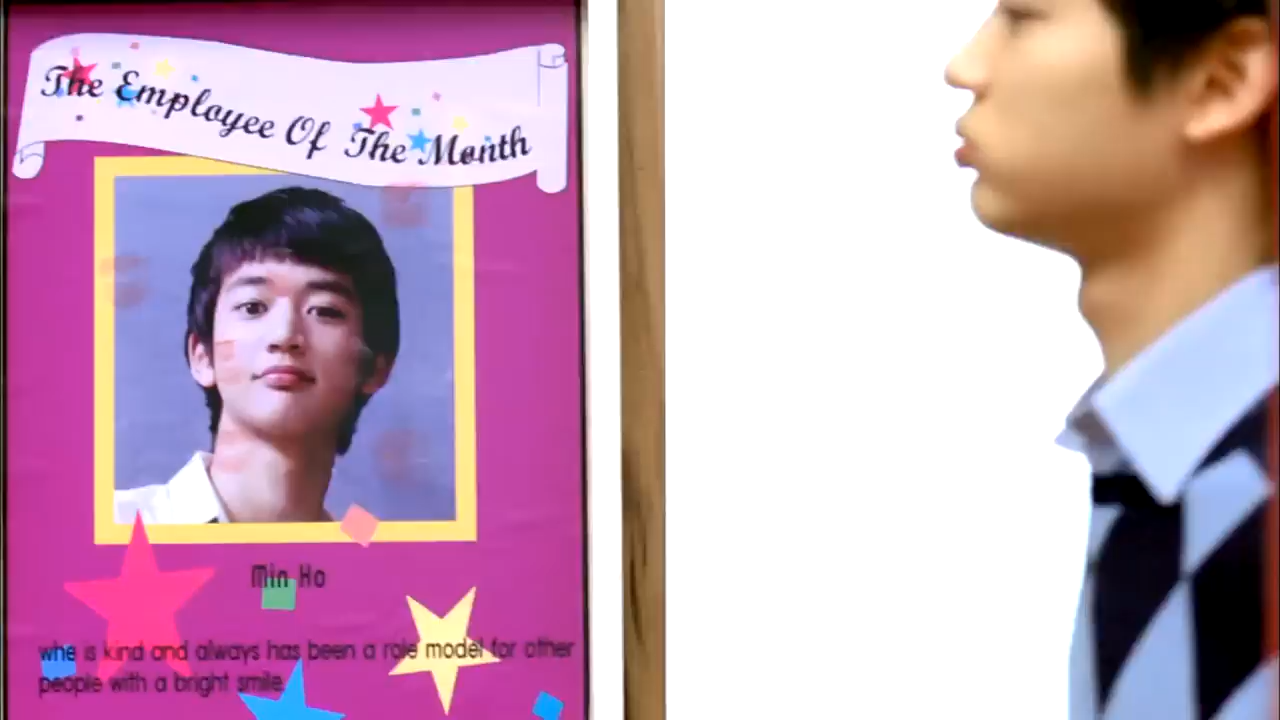 The Employee Of The Month
Min Ho
whe is kind and always has been a role model for other
people with a bright smile.